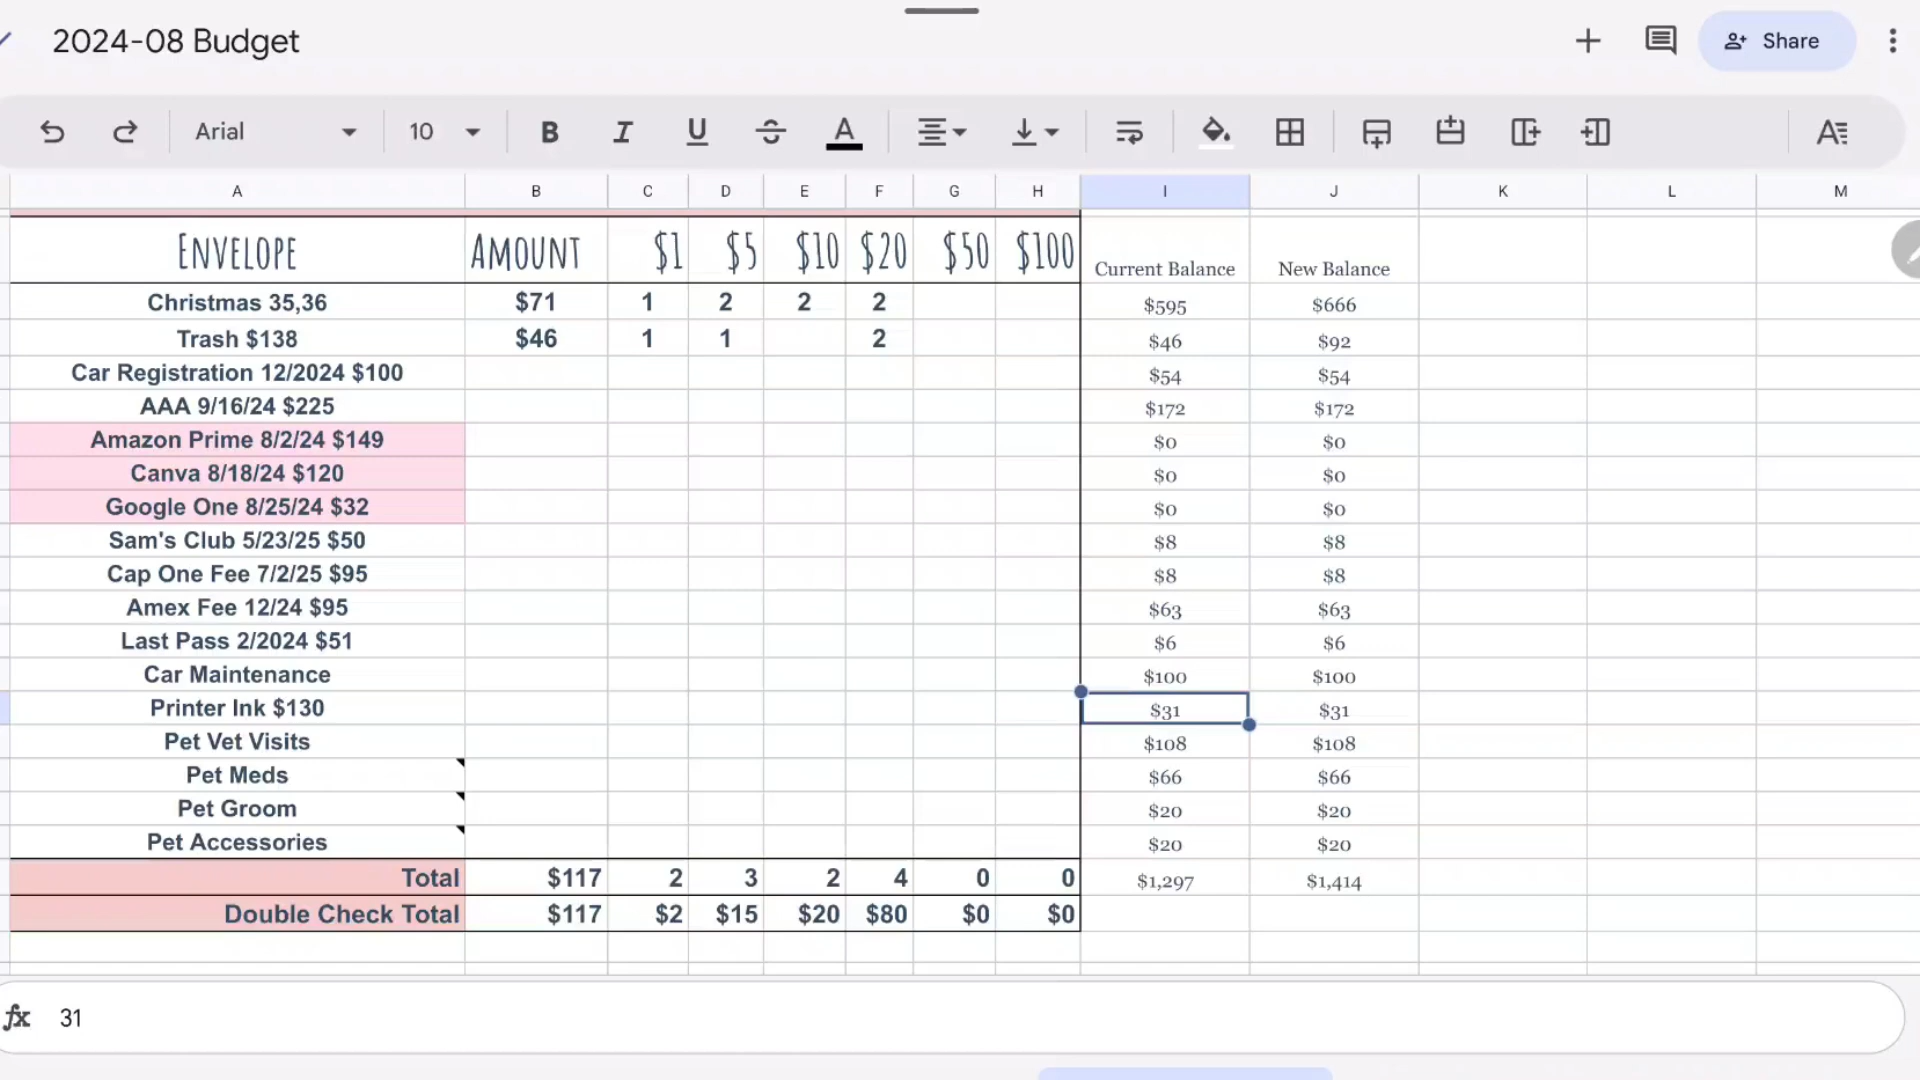 2024-08 Budget
Share
Arial 10 B I U S A
A B C D E F G H I J K L M
Envelope Amount $1 $5 $10 $20 $50 $100 Current Balance New Balance
Christmas 35,36 $71 1 2 2 2 $595 $666
Trash $138 $46 1 1 2 $46 $92
Car Registration 12/2024 $100 $54 $54
AAA 9/16/24 $225 $172 $172
Amazon Prime 8/2/24 $149 $0 $0
Canva 8/18/24 $120 $0 $0
Google One 8/25/24 $32 $0 $0
Sam's Club 5/23/25 $50 $8 $8
Cap One Fee 7/2/25 $95 $8 $8
Amex Fee 12/24 $95 $63 $63
Last Pass 2/2024 $51 $6 $6
Car Maintenance $100 $100
Printer Ink $130 $31 $31
Pet Vet Visits $108 $108
Pet Meds $66 $66
Pet Groom $20 $20
Pet Accessories $20 $20
Total $117 2 3 2 4 0 0 $1,297 $1,414
Double Check Total $117 $2 $15 $20 $80 $0 $0
fx 31